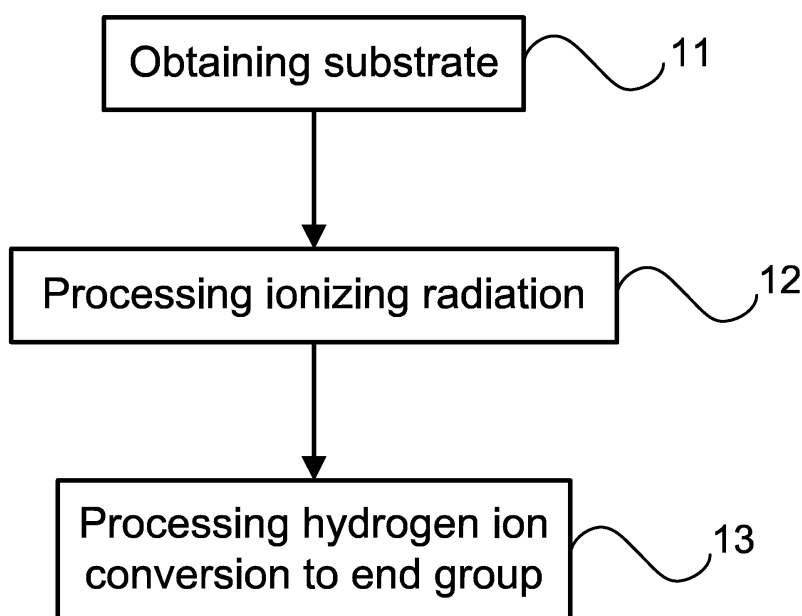 Obtaining substrate
11
Processing ionizing radiation
12
Processing hydrogen ion
conversion to end group
13